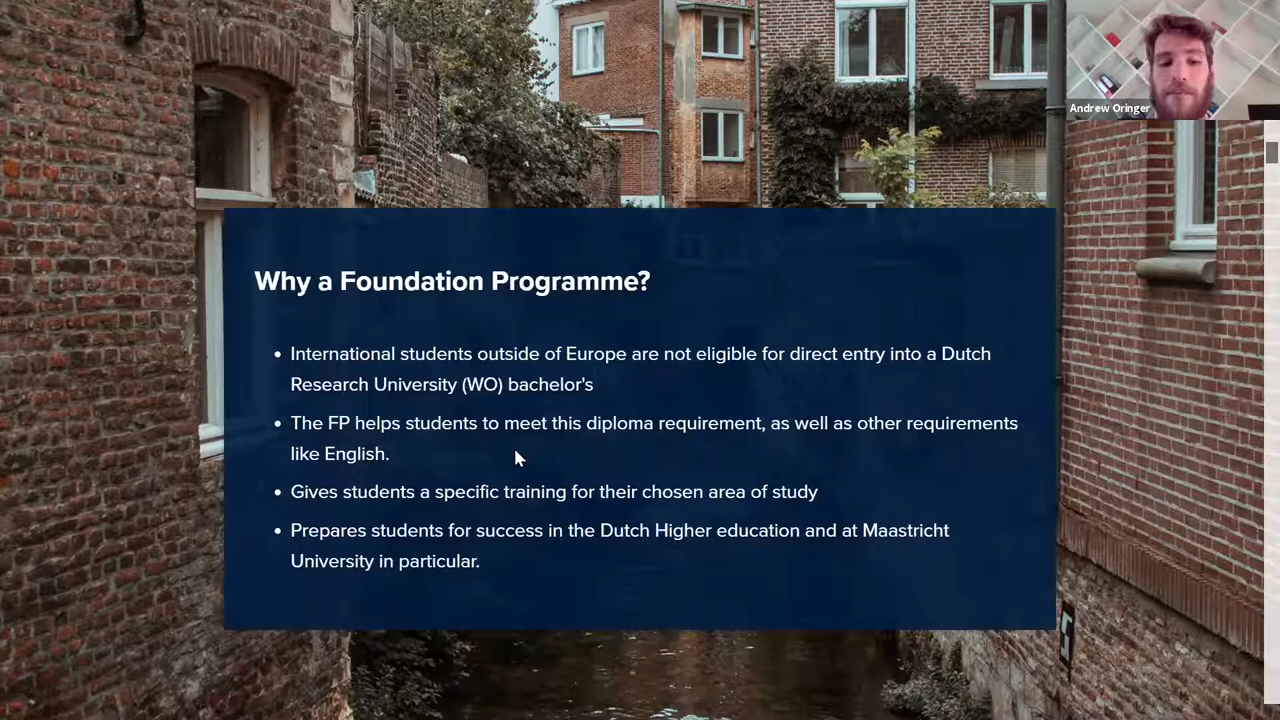 Andrew Oringer
Why a Foundation Programme?
• International students outside of Europe are not eligible for direct entry into a Dutch
Research University (WO) bachelor's
• The FP helps students to meet this diploma requirement, as well as other requirements
like English.
• Gives students a specific training for their chosen area of study
• Prepares students for success in the Dutch Higher education and at Maastricht
University in particular.